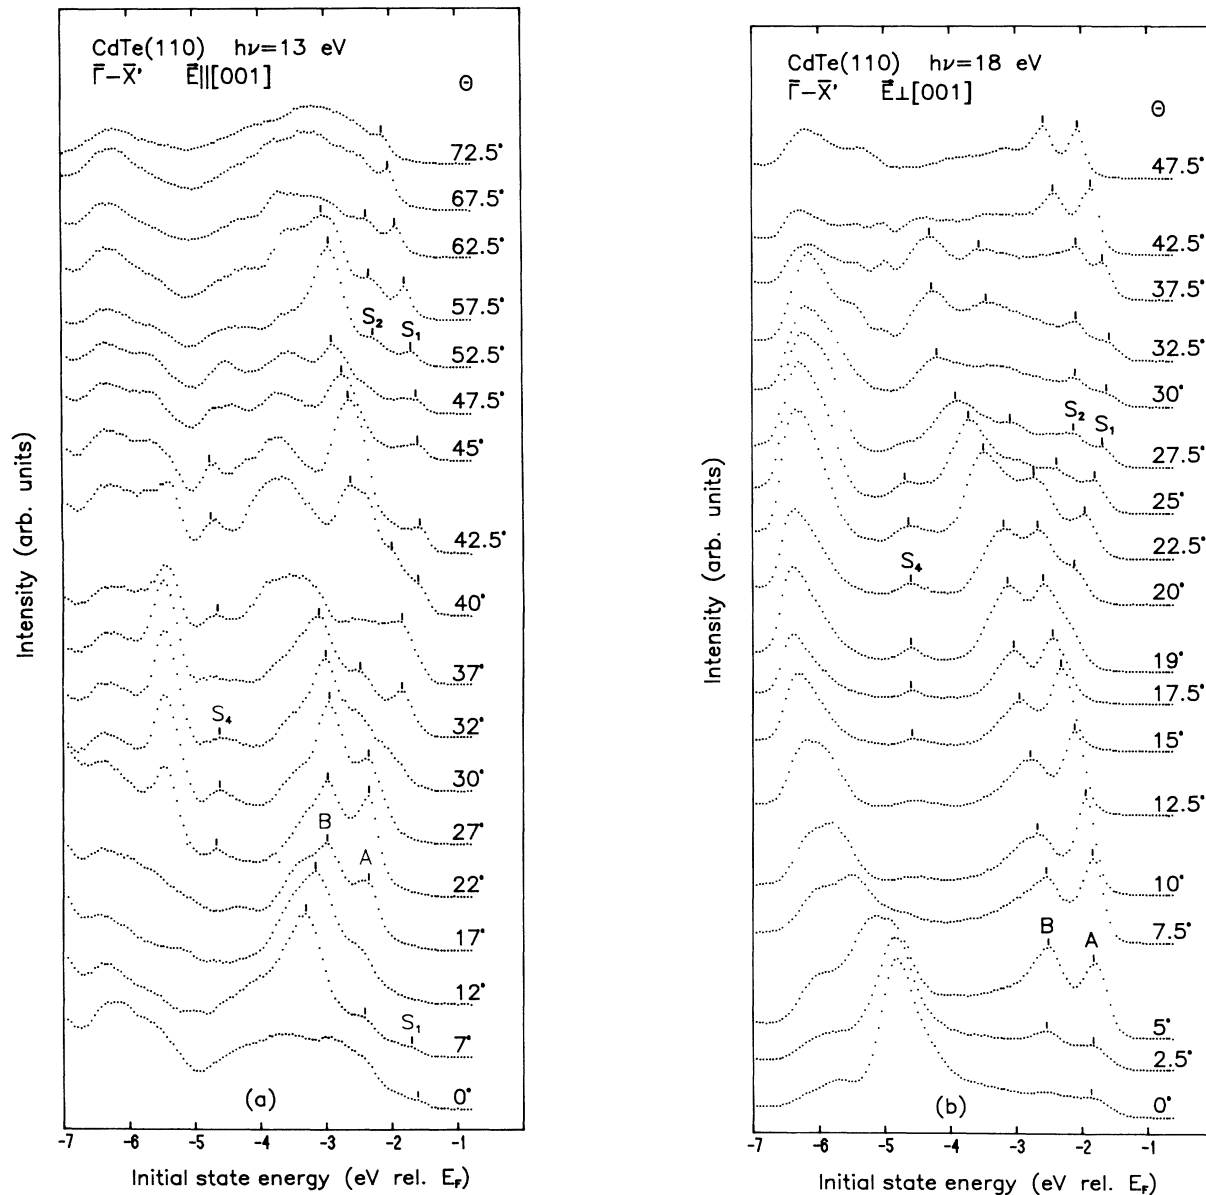 CdTe(110) hν=13 eV
Γ̄–X̄' E⃗||[001]
Θ
72.5°
67.5°
62.5°
57.5°
S₂ S₁
52.5°
47.5°
45°
42.5°
40°
37°
S₄
32°
30°
27°
B
A
22°
17°
12°
S₁
7°
0°
(a)
-7 -6 -5 -4 -3 -2 -1
Initial state energy (eV rel. E_F)
Intensity (arb. units)
CdTe(110) hν=18 eV
Γ̄–X̄' E⃗⊥[001]
Θ
47.5°
42.5°
37.5°
32.5°
30°
S₂ S₁
27.5°
25°
22.5°
S₄
20°
19°
17.5°
15°
12.5°
10°
7.5°
B A
5°
2.5°
0°
(b)
-7 -6 -5 -4 -3 -2 -1
Initial state energy (eV rel. E_F)
Intensity (arb. units)